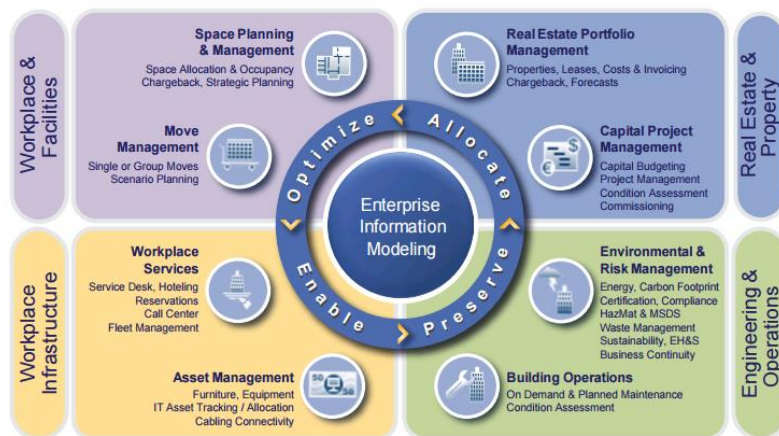 Workplace &
Facilities
Space Planning
& Management
Space Allocation & Occupancy
Chargeback, Strategic Planning
Move
Management
Single or Group Moves
Scenario Planning
Real Estate Portfolio
Management
Properties, Leases, Costs & Invoicing
Chargeback, Forecasts
Capital Project
Management
Capital Budgeting
Project Management
Condition Assessment
Commissioning
Real Estate &
Property
Optimize
Allocate
Enterprise
Information
Modeling
Enable
Preserve
Workplace
Infrastructure
Workplace
Services
Service Desk, Hoteling
Reservations
Call Center
Fleet Management
Asset Management
Furniture, Equipment
IT Asset Tracking / Allocation
Cabling Connectivity
50
50
Environmental &
Risk Management
Energy, Carbon Footprint
Certification, Compliance
HazMat & MSDS
Waste Management
Sustainability, EH&S
Business Continuity
Building Operations
On Demand & Planned Maintenance
Condition Assessment
Engineering &
Operations
$
€